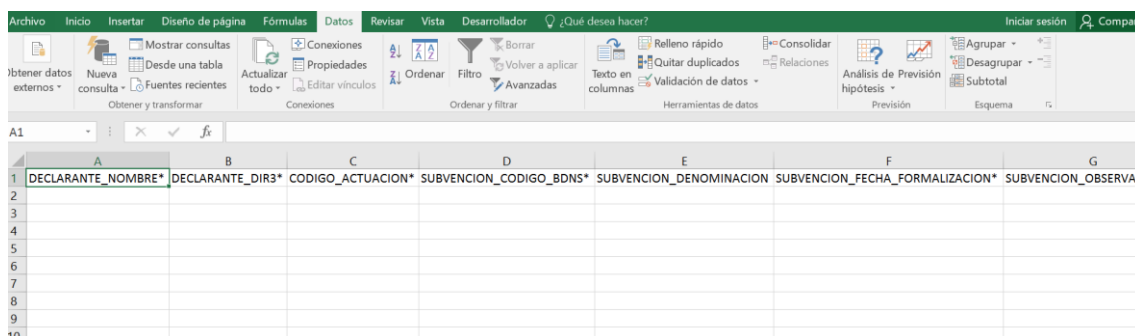 Archivo Inicio Insertar Diseño de página Fórmulas Datos Revisar Vista Desarrollador ¿Qué desea hacer? Iniciar sesión Compar
Obtener datos externos
Nueva consulta
Mostrar consultas
Desde una tabla
Fuentes recientes
Obtener y transformar
Actualizar todo
Conexiones
Propiedades
Editar vínculos
Conexiones
Ordenar
Filtro
Borrar
Volver a aplicar
Avanzadas
Ordenar y filtrar
Texto en columnas
Relleno rápido
Quitar duplicados
Validación de datos
Consolidar
Relaciones
Herramientas de datos
Análisis de hipótesis
Previsión
Previsión
Agrupar
Desagrupar
Subtotal
Esquema
A1 fx
A B C D E F G
1 DECLARANTE_NOMBRE* DECLARANTE_DIR3* CODIGO_ACTUACION* SUBVENCION_CODIGO_BDNS* SUBVENCION_DENOMINACION SUBVENCION_FECHA_FORMALIZACION* SUBVENCION_OBSERVA
2
3
4
5
6
7
8
9
10